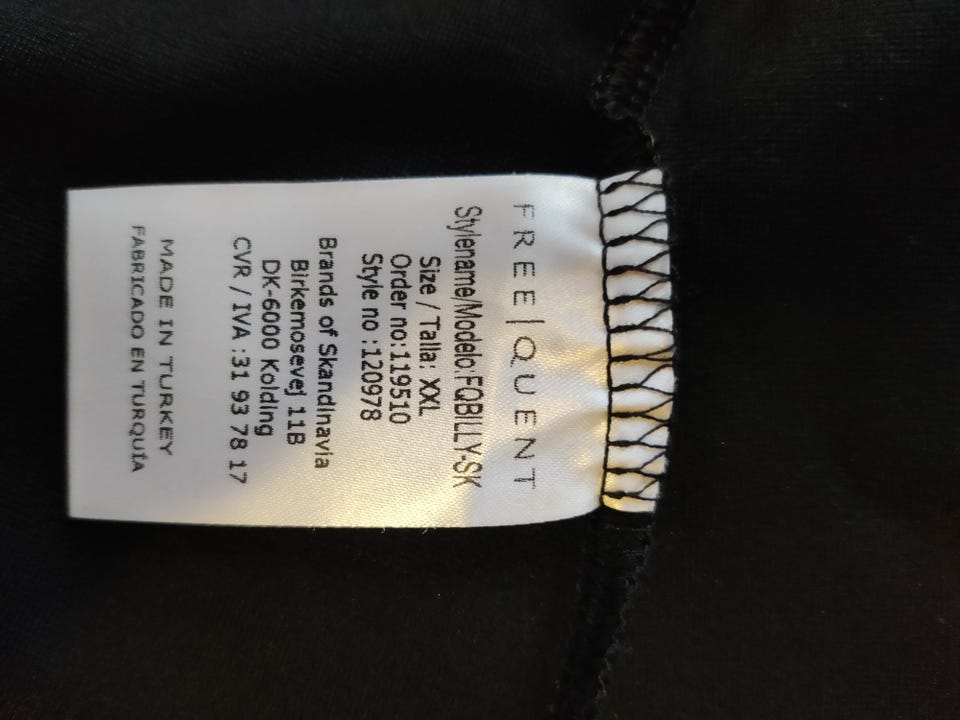 FREE|QUENT
Stylename/Modelo:FQBILLY-SK
Size / Talla: XXL
Order no:119510
Style no :120978
Brands of Skandinavia
Birkemosevej 11B
DK-6000 Kolding
CVR / IVA :31 93 78 17
MADE IN TURKEY
FABRICADO EN TURQUÍA